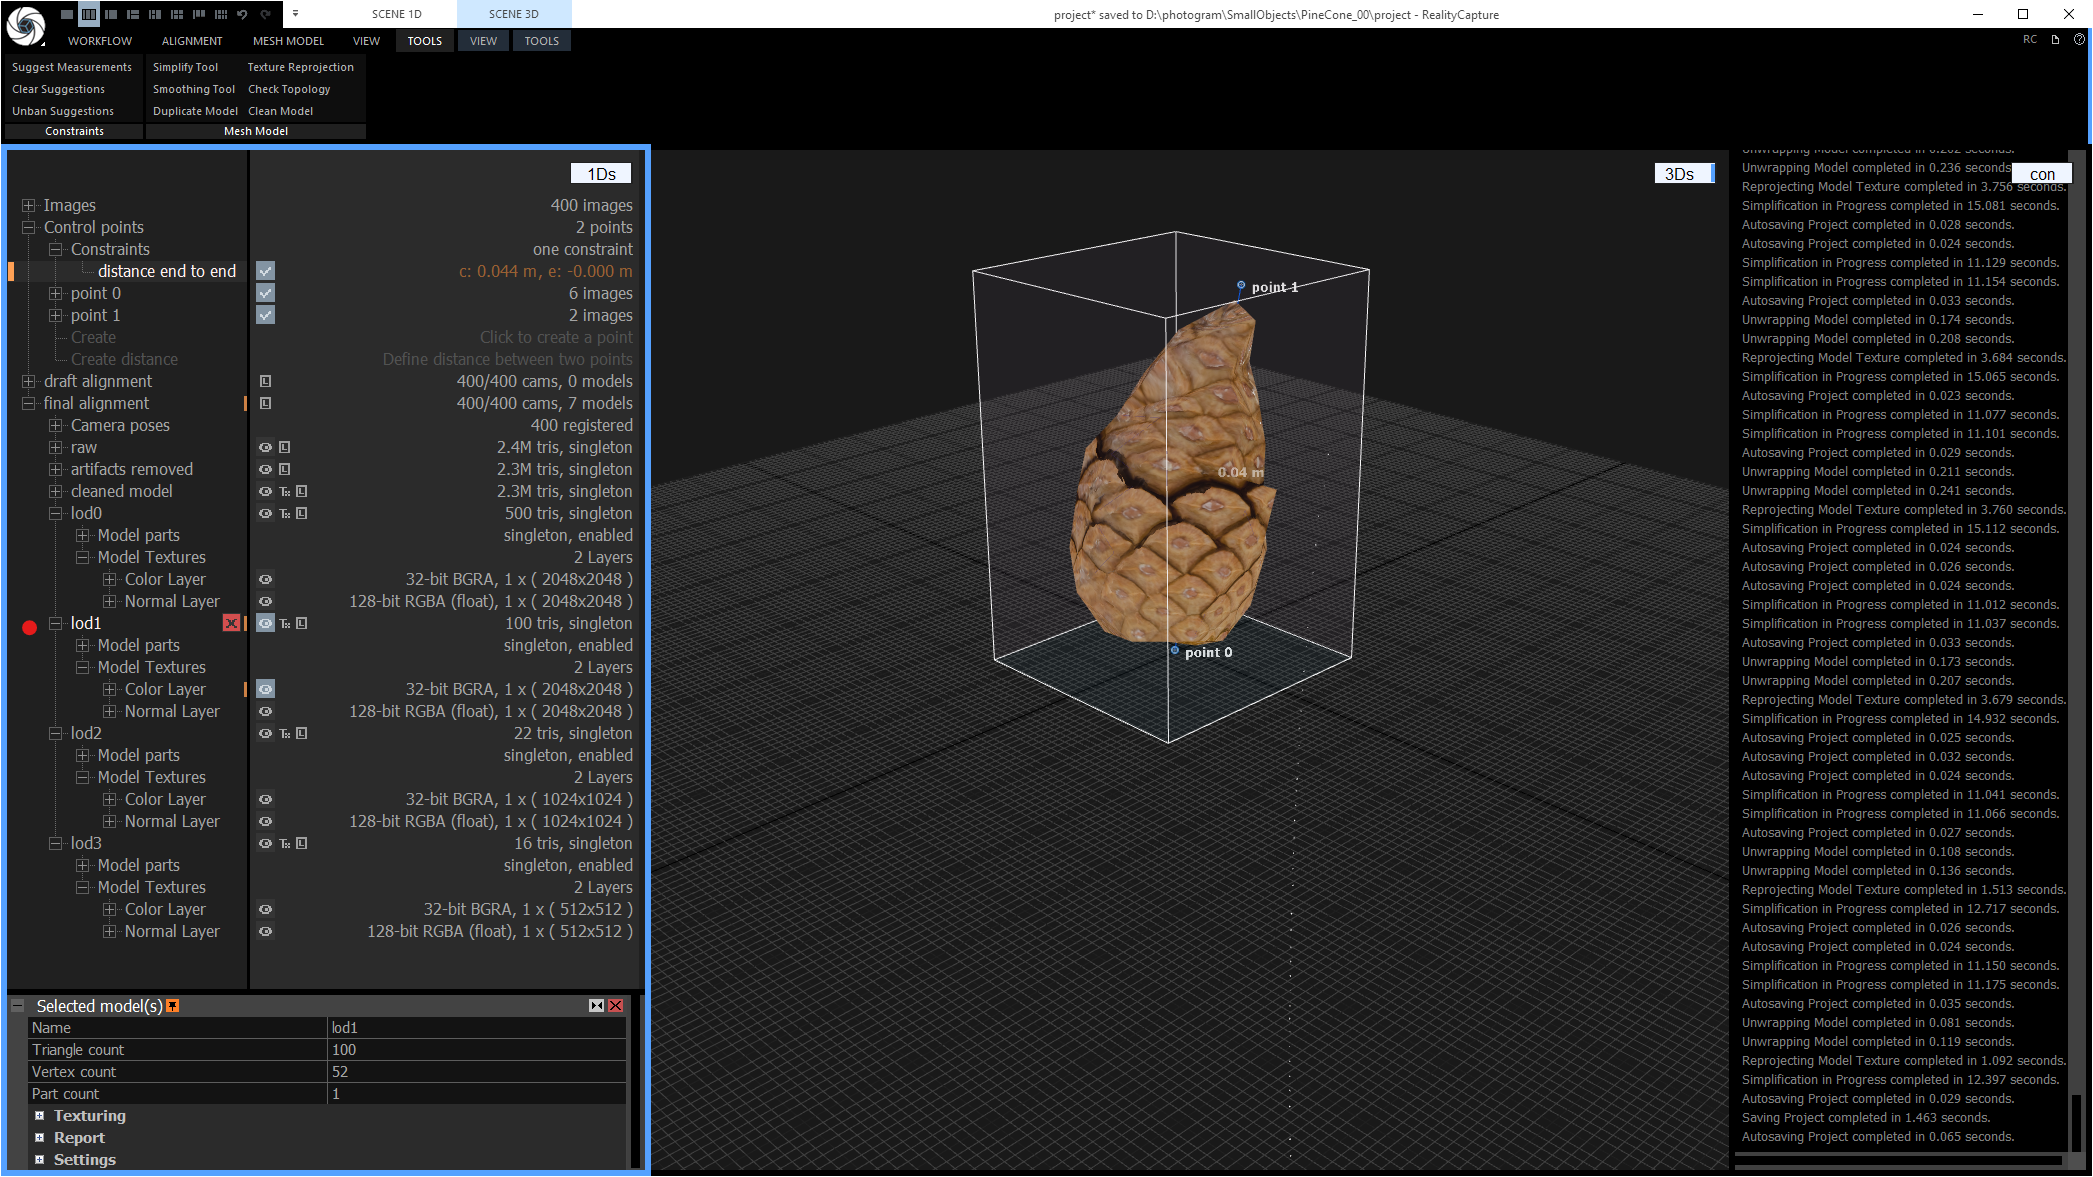 SCENE 1D
SCENE 3D
project* saved to D:\photogram\SmallObjects\PineCone_00\project - RealityCapture
WORKFLOW
ALIGNMENT
MESH MODEL
VIEW
TOOLS
VIEW
TOOLS
RC
Suggest Measurements
Clear Suggestions
Unban Suggestions
Constraints
Simplify Tool
Texture Reprojection
Smoothing Tool
Check Topology
Duplicate Model
Clean Model
Mesh Model
1Ds
Images 400 images
Control points 2 points
Constraints one constraint
distance end to end c: 0.044 m, e: -0.000 m
point 0 6 images
point 1 2 images
Create Click to create a point
Create distance Define distance between two points
draft alignment L 400/400 cams, 0 models
final alignment L 400/400 cams, 7 models
Camera poses 400 registered
raw L 2.4M tris, singleton
artifacts removed L 2.3M tris, singleton
cleaned model L 2.3M tris, singleton
lod0 L 500 tris, singleton
Model parts singleton, enabled
Model Textures 2 Layers
Color Layer 32-bit BGRA, 1 x ( 2048x2048 )
Normal Layer 128-bit RGBA (float), 1 x ( 2048x2048 )
lod1 L 100 tris, singleton
Model parts singleton, enabled
Model Textures 2 Layers
Color Layer 32-bit BGRA, 1 x ( 2048x2048 )
Normal Layer 128-bit RGBA (float), 1 x ( 2048x2048 )
lod2 L 22 tris, singleton
Model parts singleton, enabled
Model Textures 2 Layers
Color Layer 32-bit BGRA, 1 x ( 1024x1024 )
Normal Layer 128-bit RGBA (float), 1 x ( 1024x1024 )
lod3 L 16 tris, singleton
Model parts singleton, enabled
Model Textures 2 Layers
Color Layer 32-bit BGRA, 1 x ( 512x512 )
Normal Layer 128-bit RGBA (float), 1 x ( 512x512 )
Selected model(s)
Name lod1
Triangle count 100
Vertex count 52
Part count 1
Texturing
Report
Settings
3Ds
point 1
0.04 m
point 0
con
Unwrapping Model completed in 0.202 seconds.
Unwrapping Model completed in 0.236 seconds
Reprojecting Model Texture completed in 3.756 seconds.
Simplification in Progress completed in 15.081 seconds.
Autosaving Project completed in 0.028 seconds.
Autosaving Project completed in 0.024 seconds.
Simplification in Progress completed in 11.129 seconds.
Simplification in Progress completed in 11.154 seconds.
Autosaving Project completed in 0.033 seconds.
Unwrapping Model completed in 0.174 seconds.
Unwrapping Model completed in 0.208 seconds.
Reprojecting Model Texture completed in 3.684 seconds.
Simplification in Progress completed in 15.065 seconds.
Autosaving Project completed in 0.023 seconds.
Simplification in Progress completed in 11.077 seconds.
Simplification in Progress completed in 11.101 seconds.
Autosaving Project completed in 0.029 seconds.
Unwrapping Model completed in 0.211 seconds.
Unwrapping Model completed in 0.241 seconds.
Reprojecting Model Texture completed in 3.760 seconds.
Simplification in Progress completed in 15.112 seconds.
Autosaving Project completed in 0.024 seconds.
Autosaving Project completed in 0.026 seconds.
Autosaving Project completed in 0.024 seconds.
Simplification in Progress completed in 11.012 seconds.
Simplification in Progress completed in 11.037 seconds.
Autosaving Project completed in 0.033 seconds.
Unwrapping Model completed in 0.173 seconds.
Unwrapping Model completed in 0.207 seconds.
Reprojecting Model Texture completed in 3.679 seconds.
Simplification in Progress completed in 14.932 seconds.
Autosaving Project completed in 0.025 seconds.
Autosaving Project completed in 0.032 seconds.
Autosaving Project completed in 0.024 seconds.
Simplification in Progress completed in 11.041 seconds.
Simplification in Progress completed in 11.066 seconds.
Autosaving Project completed in 0.027 seconds.
Unwrapping Model completed in 0.108 seconds.
Unwrapping Model completed in 0.136 seconds.
Reprojecting Model Texture completed in 1.513 seconds.
Simplification in Progress completed in 12.717 seconds.
Autosaving Project completed in 0.026 seconds.
Autosaving Project completed in 0.024 seconds.
Simplification in Progress completed in 11.150 seconds.
Simplification in Progress completed in 11.175 seconds.
Autosaving Project completed in 0.035 seconds.
Unwrapping Model completed in 0.081 seconds.
Unwrapping Model completed in 0.119 seconds.
Reprojecting Model Texture completed in 1.092 seconds.
Simplification in Progress completed in 12.397 seconds.
Autosaving Project completed in 0.029 seconds.
Saving Project completed in 1.463 seconds.
Autosaving Project completed in 0.065 seconds.